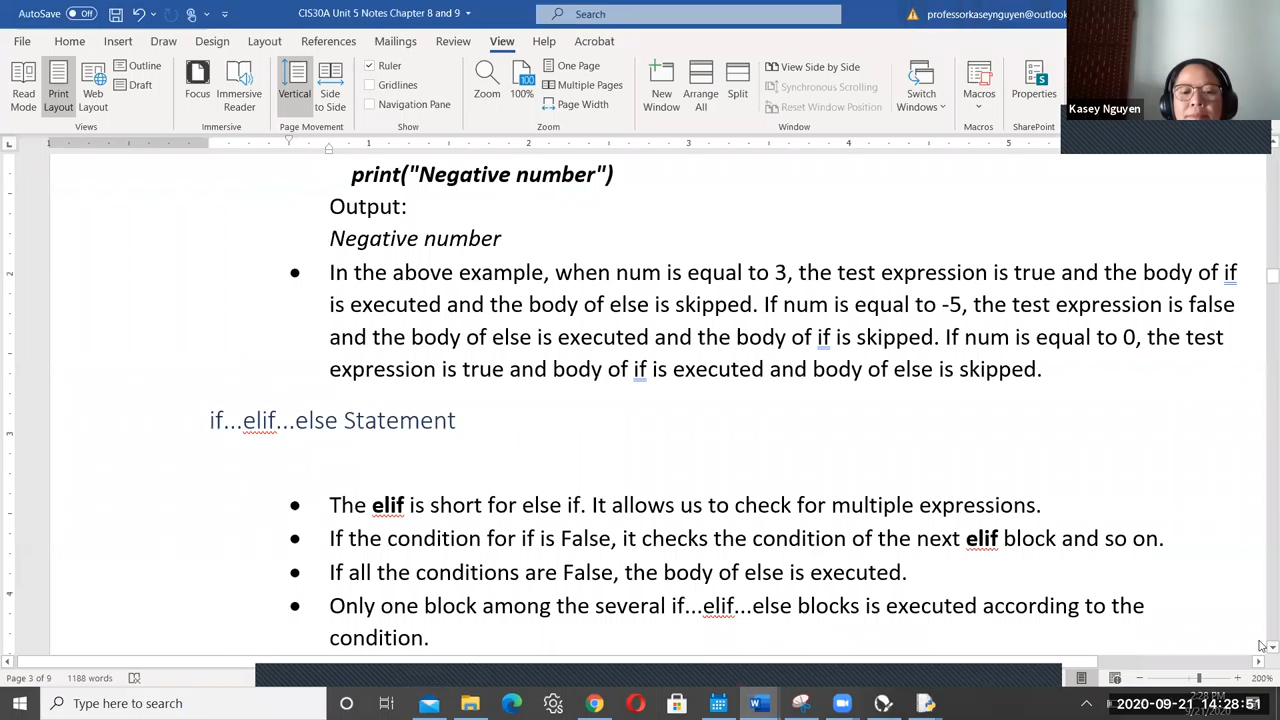 AutoSave Off CIS30A Unit 5 Notes Chapter 8 and 9 Search professorkaseynguyen@outlook
File Home Insert Draw Design Layout References Mailings Review View Help Acrobat
Read Mode
Print Layout
Web Layout
Outline
Draft
Views
Focus
Immersive Reader
Immersive
Vertical
Side to Side
Page Movement
Ruler
Gridlines
Navigation Pane
Show
Zoom
100
100%
One Page
Multiple Pages
Page Width
Zoom
New Window
Arrange All
Split
View Side by Side
Synchronous Scrolling
Reset Window Position
Window
Switch Windows
Macros
Macros
Properties
SharePoint
Kasey Nguyen
1 1 2 3 4 5
print("Negative number")
Output:
Negative number
• In the above example, when num is equal to 3, the test expression is true and the body of if
is executed and the body of else is skipped. If num is equal to -5, the test expression is false
and the body of else is executed and the body of if is skipped. If num is equal to 0, the test
expression is true and body of if is executed and body of else is skipped.
if...elif...else Statement
• The elif is short for else if. It allows us to check for multiple expressions.
• If the condition for if is False, it checks the condition of the next elif block and so on.
• If all the conditions are False, the body of else is executed.
• Only one block among the several if...elif...else blocks is executed according to the
condition.
2
3
4
Page 3 of 9 1188 words 200%
Type here to search
2020-09-21 14:28:51